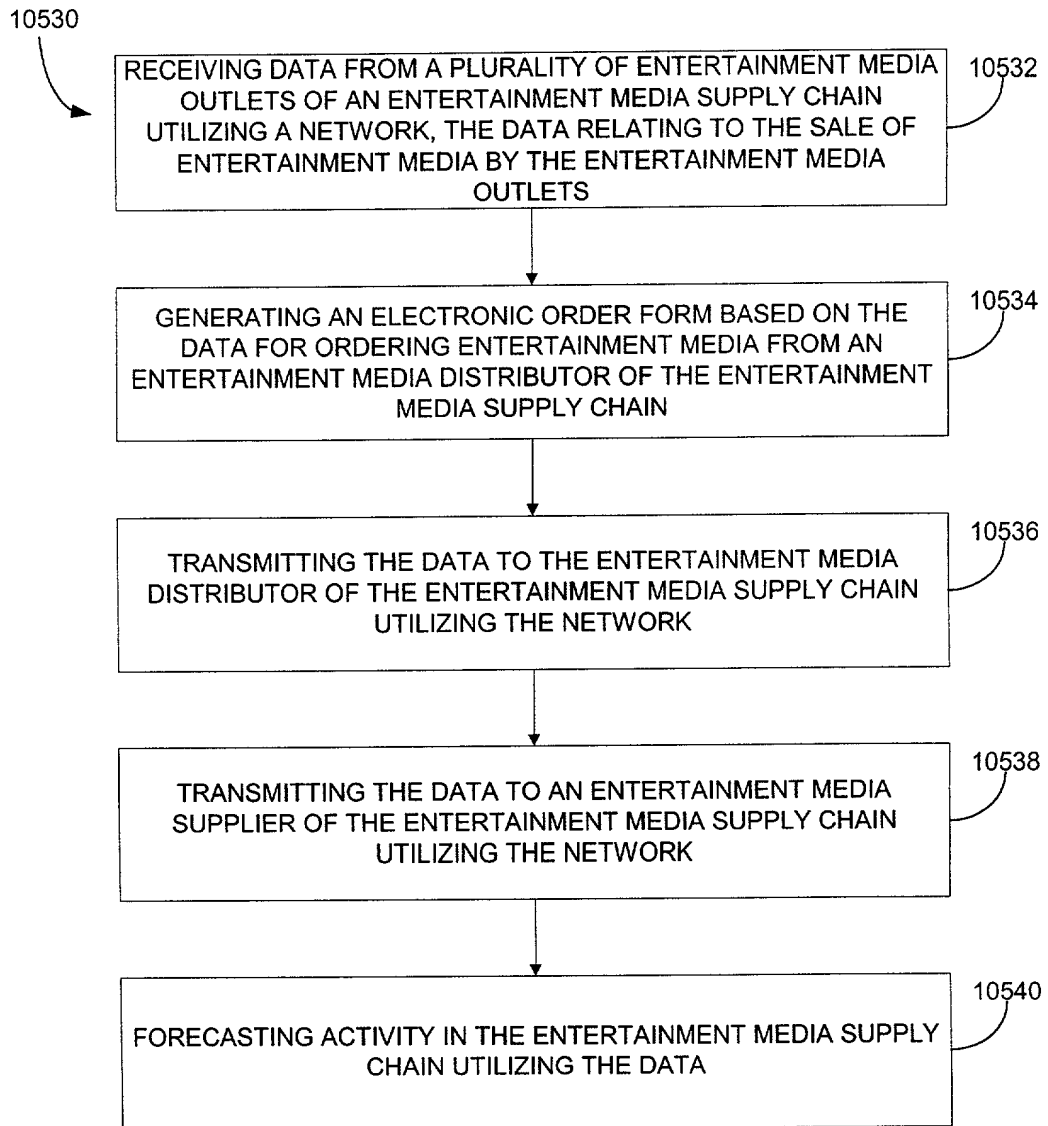 10530
RECEIVING DATA FROM A PLURALITY OF ENTERTAINMENT MEDIA
OUTLETS OF AN ENTERTAINMENT MEDIA SUPPLY CHAIN
UTILIZING A NETWORK, THE DATA RELATING TO THE SALE OF
ENTERTAINMENT MEDIA BY THE ENTERTAINMENT MEDIA
OUTLETS
10532
GENERATING AN ELECTRONIC ORDER FORM BASED ON THE
DATA FOR ORDERING ENTERTAINMENT MEDIA FROM AN
ENTERTAINMENT MEDIA DISTRIBUTOR OF THE ENTERTAINMENT
MEDIA SUPPLY CHAIN
10534
TRANSMITTING THE DATA TO THE ENTERTAINMENT MEDIA
DISTRIBUTOR OF THE ENTERTAINMENT MEDIA SUPPLY CHAIN
UTILIZING THE NETWORK
10536
TRANSMITTING THE DATA TO AN ENTERTAINMENT MEDIA
SUPPLIER OF THE ENTERTAINMENT MEDIA SUPPLY CHAIN
UTILIZING THE NETWORK
10538
FORECASTING ACTIVITY IN THE ENTERTAINMENT MEDIA SUPPLY
CHAIN UTILIZING THE DATA
10540